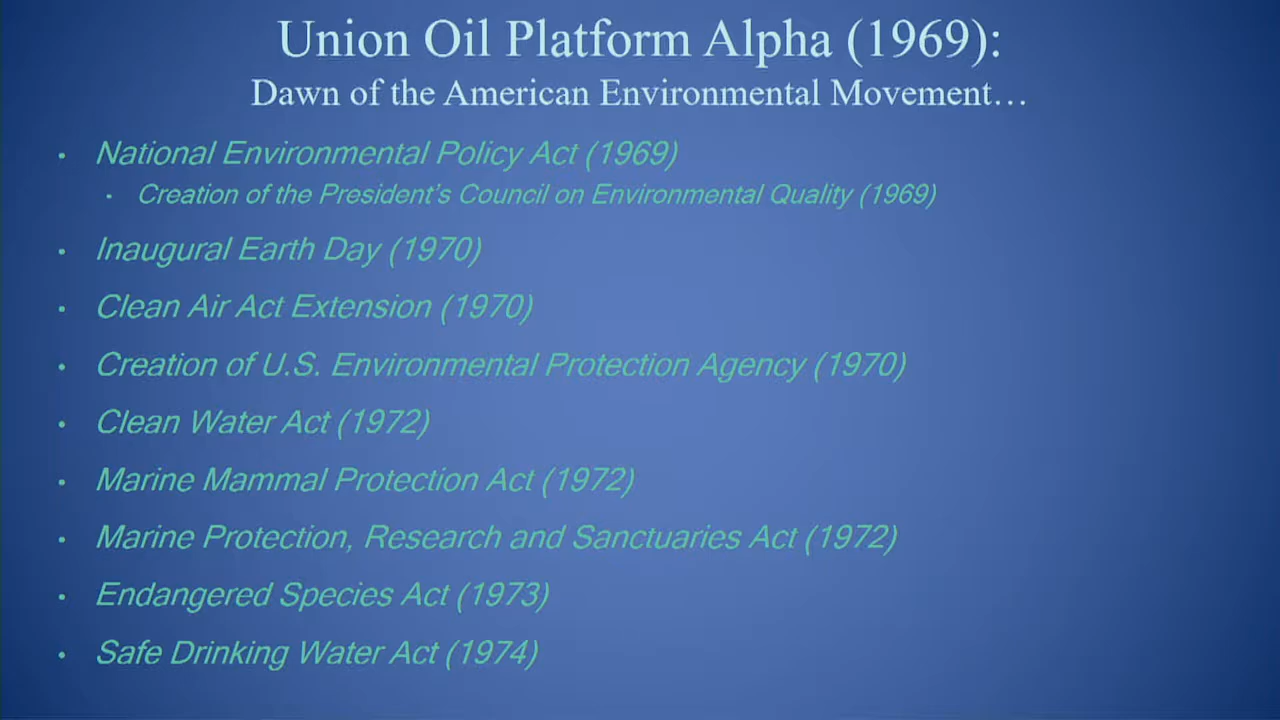 Union Oil Platform Alpha (1969):
Dawn of the American Environmental Movement…
• National Environmental Policy Act (1969)
• Creation of the President's Council on Environmental Quality (1969)
• Inaugural Earth Day (1970)
• Clean Air Act Extension (1970)
• Creation of U.S. Environmental Protection Agency (1970)
• Clean Water Act (1972)
• Marine Mammal Protection Act (1972)
• Marine Protection, Research and Sanctuaries Act (1972)
• Endangered Species Act (1973)
• Safe Drinking Water Act (1974)